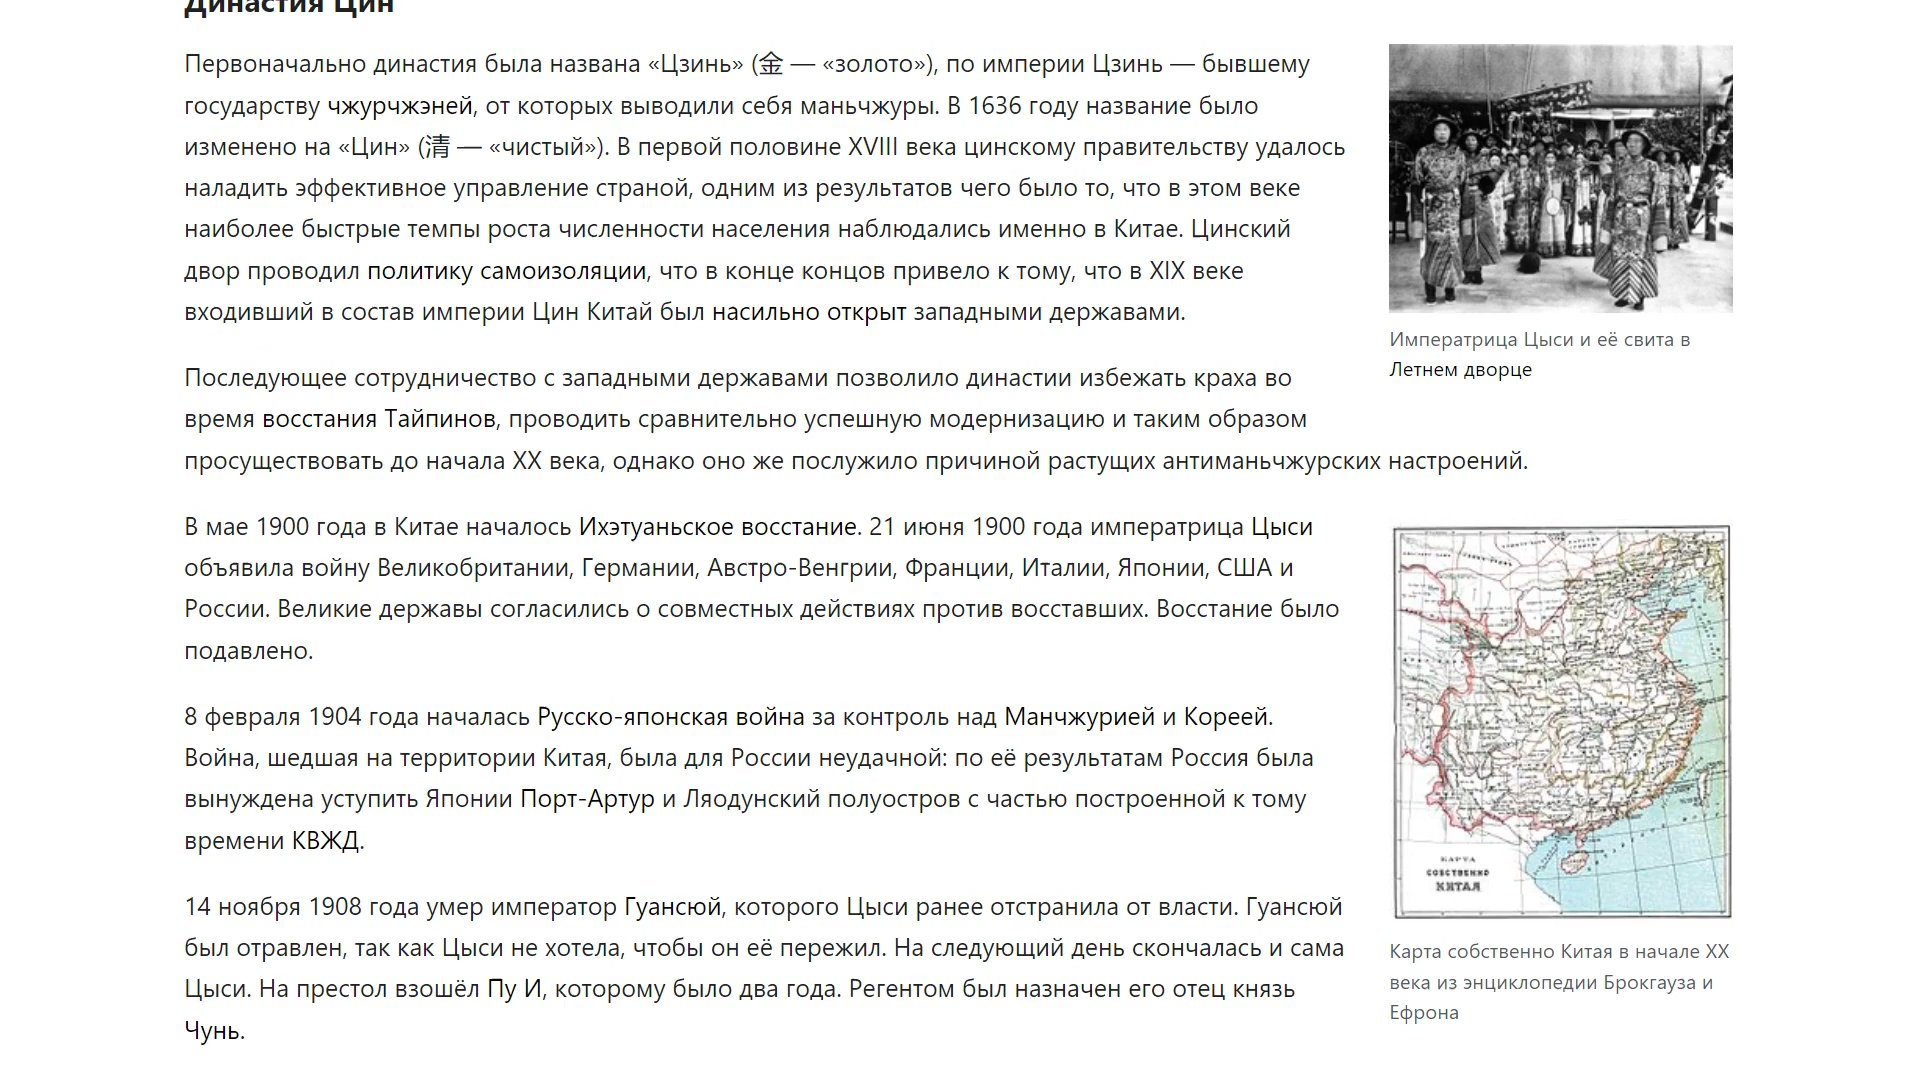 Династия Цин
Первоначально династия была названа «Цзинь» (金 — «золото»), по империи Цзинь — бывшему
государству чжурчжэней, от которых выводили себя маньчжуры. В 1636 году название было
изменено на «Цин» (清 — «чистый»). В первой половине XVIII века цинскому правительству удалось
наладить эффективное управление страной, одним из результатов чего было то, что в этом веке
наиболее быстрые темпы роста численности населения наблюдались именно в Китае. Цинский
двор проводил политику самоизоляции, что в конце концов привело к тому, что в XIX веке
входивший в состав империи Цин Китай был насильно открыт западными державами.
Императрица Цыси и её свита в
Летнем дворце
Последующее сотрудничество с западными державами позволило династии избежать краха во
время восстания Тайпинов, проводить сравнительно успешную модернизацию и таким образом
просуществовать до начала XX века, однако оно же послужило причиной растущих антиманьчжурских настроений.
В мае 1900 года в Китае началось Ихэтуаньское восстание. 21 июня 1900 года императрица Цыси
объявила войну Великобритании, Германии, Австро-Венгрии, Франции, Италии, Японии, США и
России. Великие державы согласились о совместных действиях против восставших. Восстание было
подавлено.
8 февраля 1904 года началась Русско-японская война за контроль над Манчжурией и Кореей.
Война, шедшая на территории Китая, была для России неудачной: по её результатам Россия была
вынуждена уступить Японии Порт-Артур и Ляодунский полуостров с частью построенной к тому
времени КВЖД.
14 ноября 1908 года умер император Гуансюй, которого Цыси ранее отстранила от власти. Гуансюй
был отравлен, так как Цыси не хотела, чтобы он её пережил. На следующий день скончалась и сама
Цыси. На престол взошёл Пу И, которому было два года. Регентом был назначен его отец князь
Чунь.
КАРТА
СОБСТВЕННО
КИТАЯ
Карта собственно Китая в начале XX
века из энциклопедии Брокгауза и
Ефрона